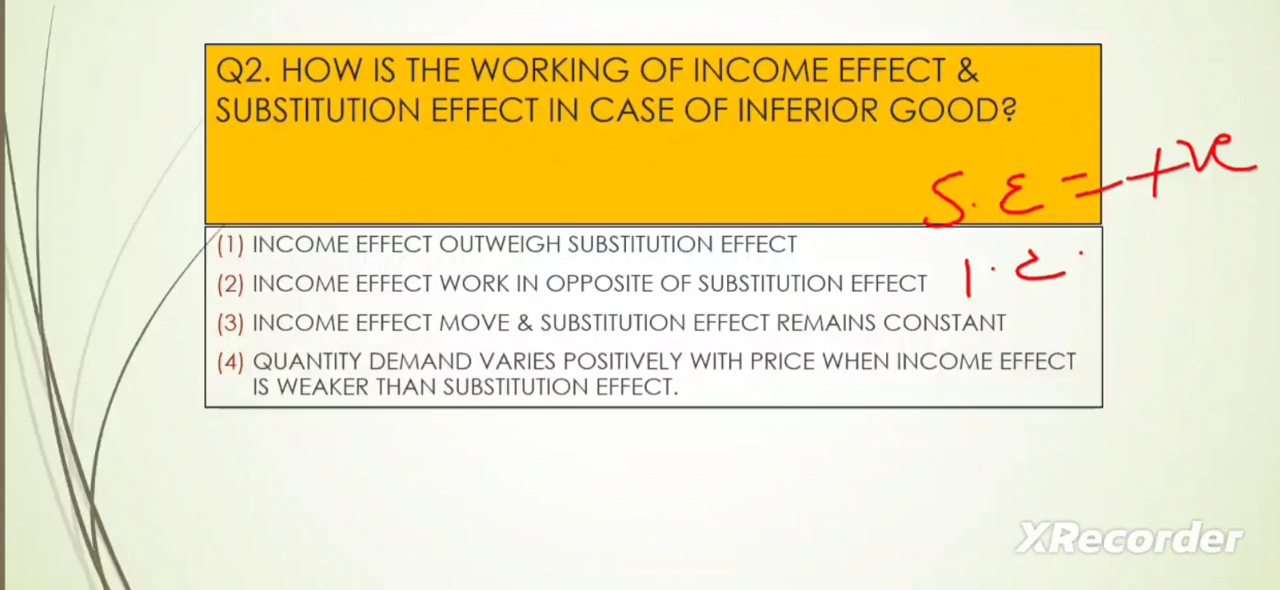 Q2. HOW IS THE WORKING OF INCOME EFFECT &
SUBSTITUTION EFFECT IN CASE OF INFERIOR GOOD?
S.E = +ve
(1) INCOME EFFECT OUTWEIGH SUBSTITUTION EFFECT
I.E.
(2) INCOME EFFECT WORK IN OPPOSITE OF SUBSTITUTION EFFECT
(3) INCOME EFFECT MOVE & SUBSTITUTION EFFECT REMAINS CONSTANT
(4) QUANTITY DEMAND VARIES POSITIVELY WITH PRICE WHEN INCOME EFFECT
IS WEAKER THAN SUBSTITUTION EFFECT.
XRecorder